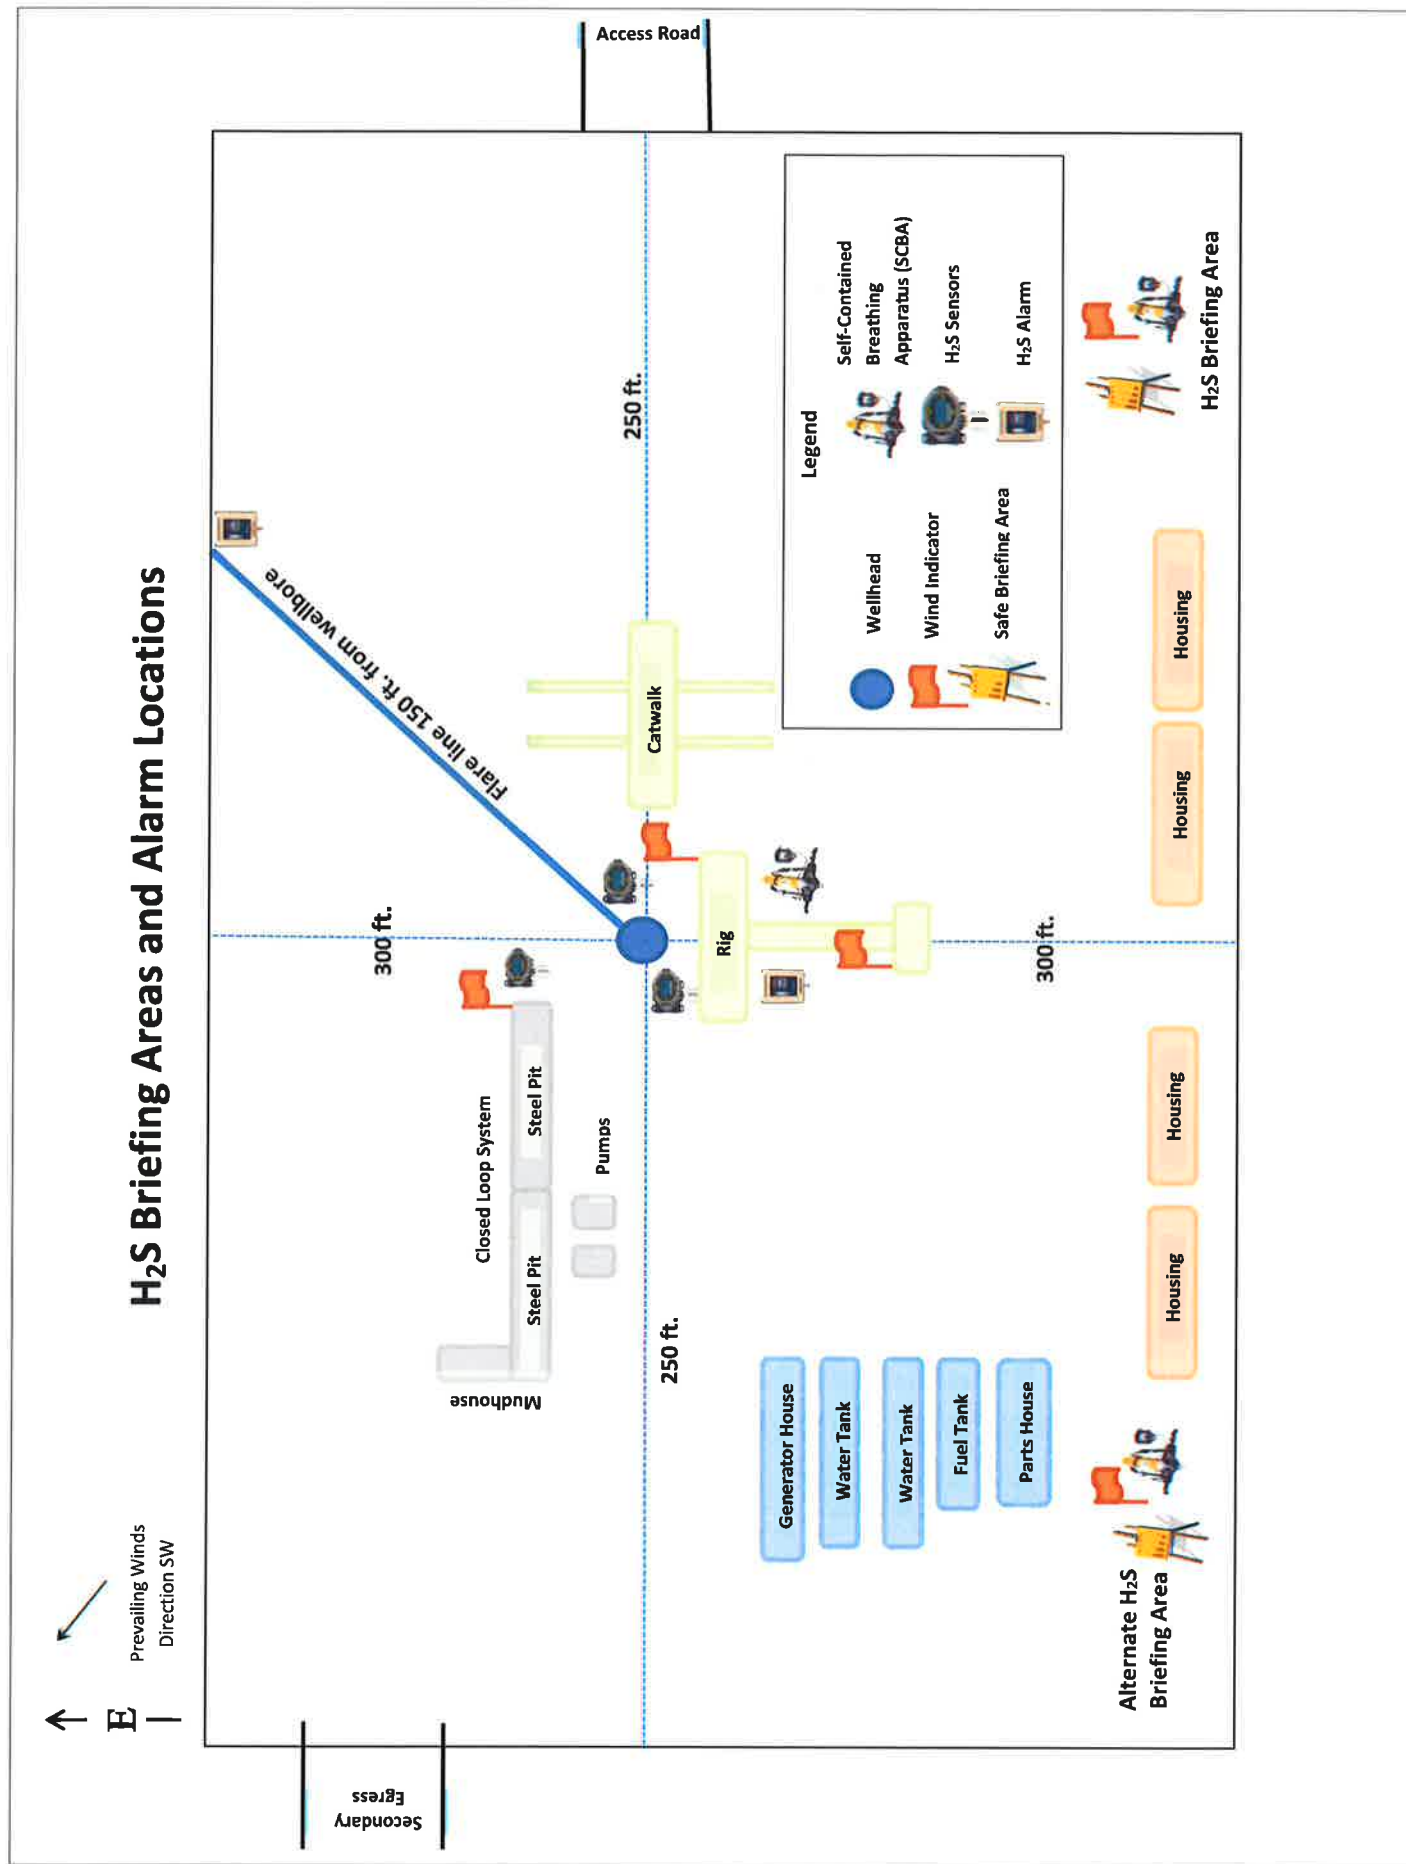 H₂S Briefing Areas and Alarm Locations
E
Prevailing Winds
Direction SW
Secondary
Egress
Access Road
300 ft.
Flare line 150 ft. from wellbore
Closed Loop System
Mudhouse
Steel Pit
Steel Pit
Pumps
250 ft.
250 ft.
Catwalk
Rig
300 ft.
Generator House
Water Tank
Water Tank
Fuel Tank
Parts House
Legend
Wellhead
Wind Indicator
Safe Briefing Area
Self-Contained
Breathing
Apparatus (SCBA)
H₂S Sensors
H₂S Alarm
Housing
Housing
Housing
Housing
Alternate H₂S
Briefing Area
H₂S Briefing Area